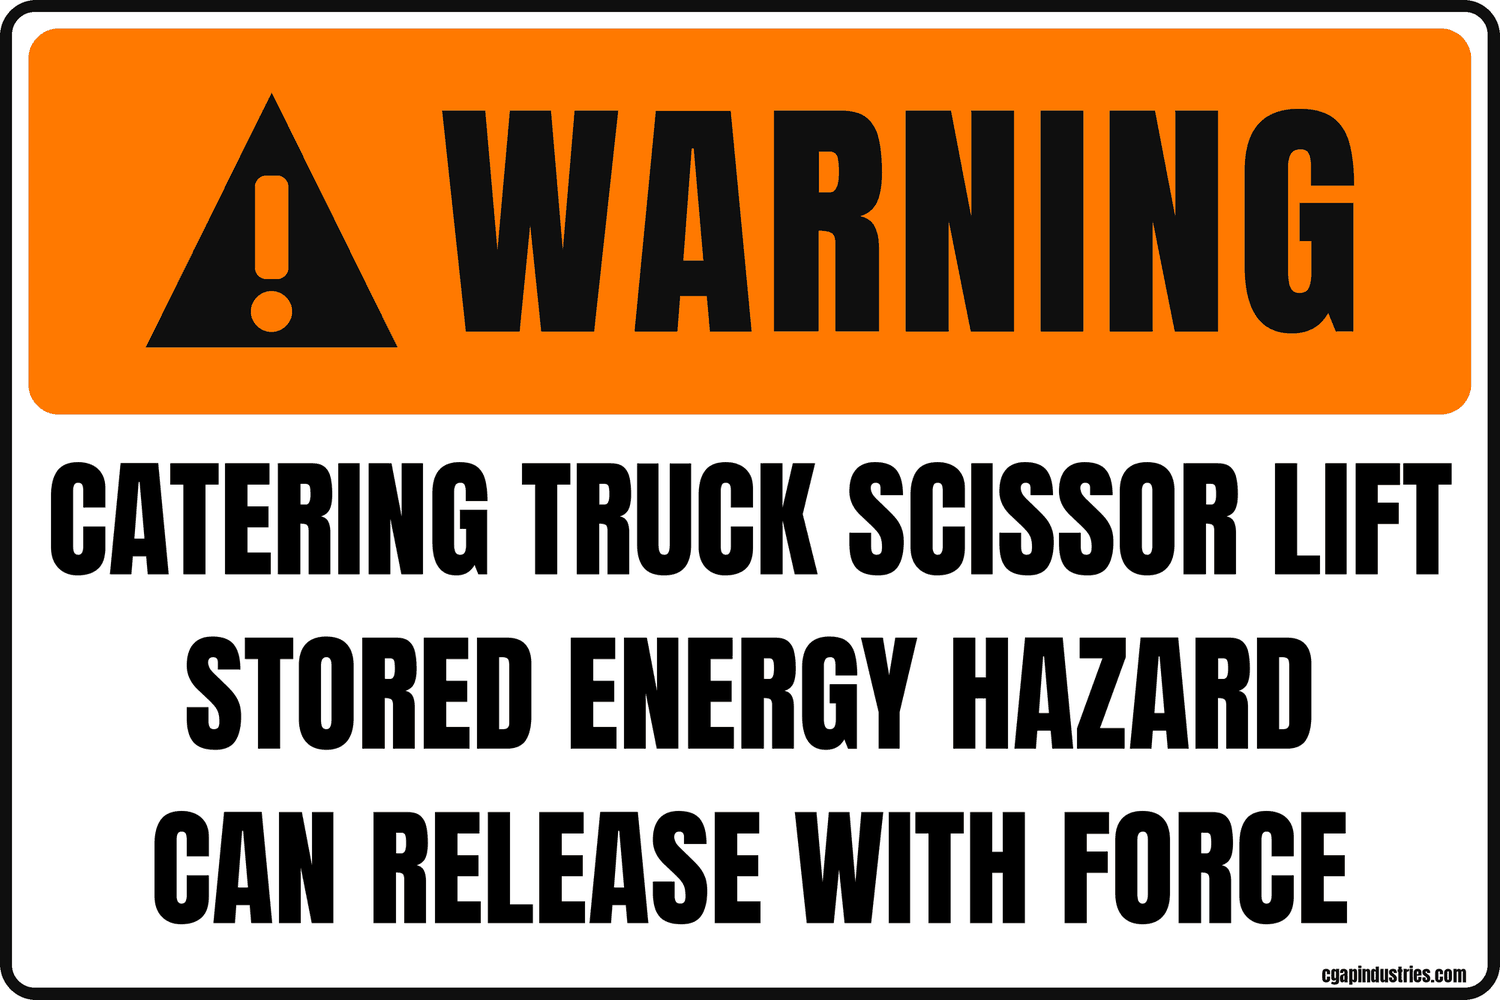 WARNING
CATERING TRUCK SCISSOR LIFT
STORED ENERGY HAZARD
CAN RELEASE WITH FORCE
cgapindustries.com